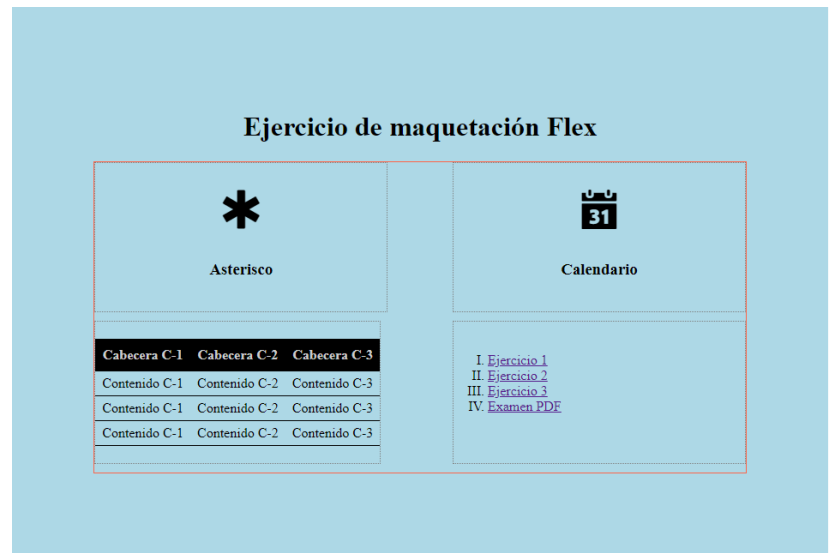 Ejercicio de maquetación Flex
31
Asterisco
Calendario
Cabecera C-1 Cabecera C-2 Cabecera C-3
Contenido C-1 Contenido C-2 Contenido C-3
Contenido C-1 Contenido C-2 Contenido C-3
Contenido C-1 Contenido C-2 Contenido C-3
I. Ejercicio 1
II. Ejercicio 2
III. Ejercicio 3
IV. Examen PDF